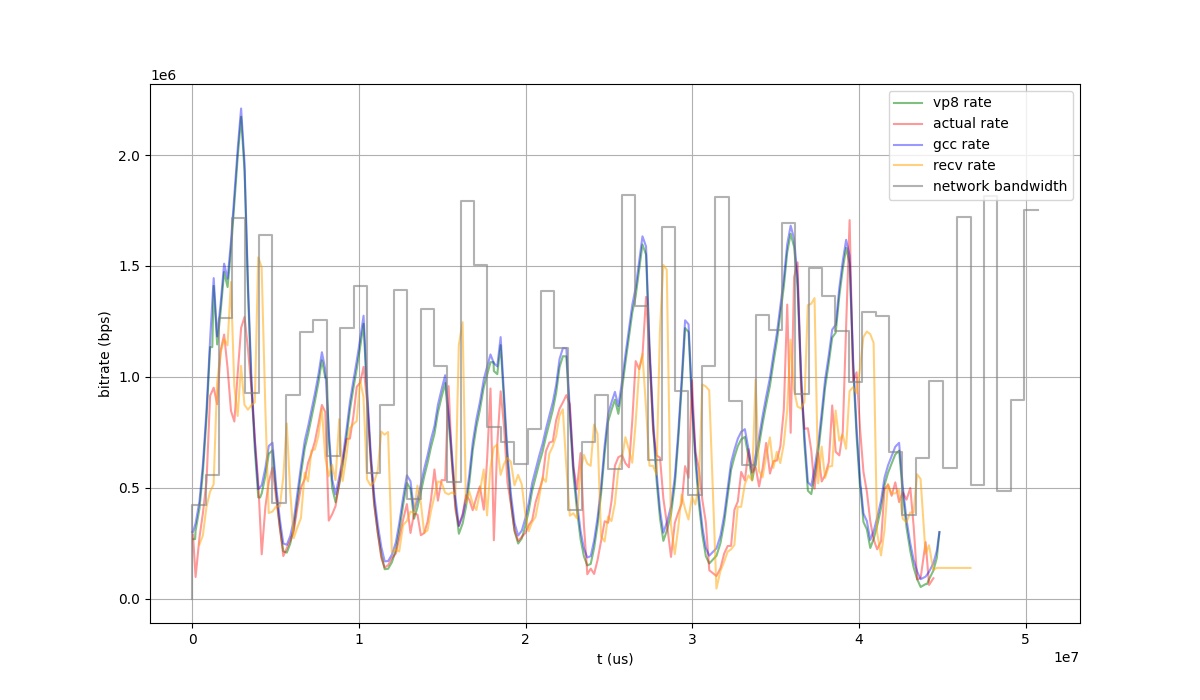 1e6
2.0
1.5
1.0
0.5
0.0
bitrate (bps)
vp8 rate
actual rate
gcc rate
recv rate
network bandwidth
0 1 2 3 4 5
t (us)
1e7